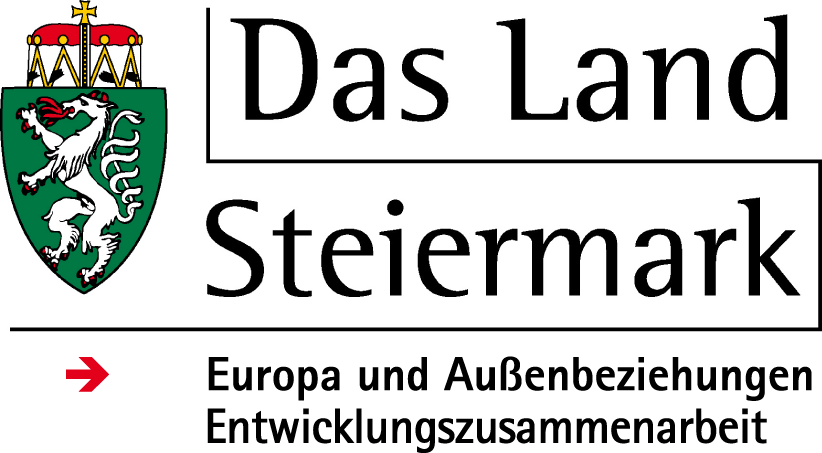 Das Land
Steiermark
Europa und Außenbeziehungen
Entwicklungszusammenarbeit